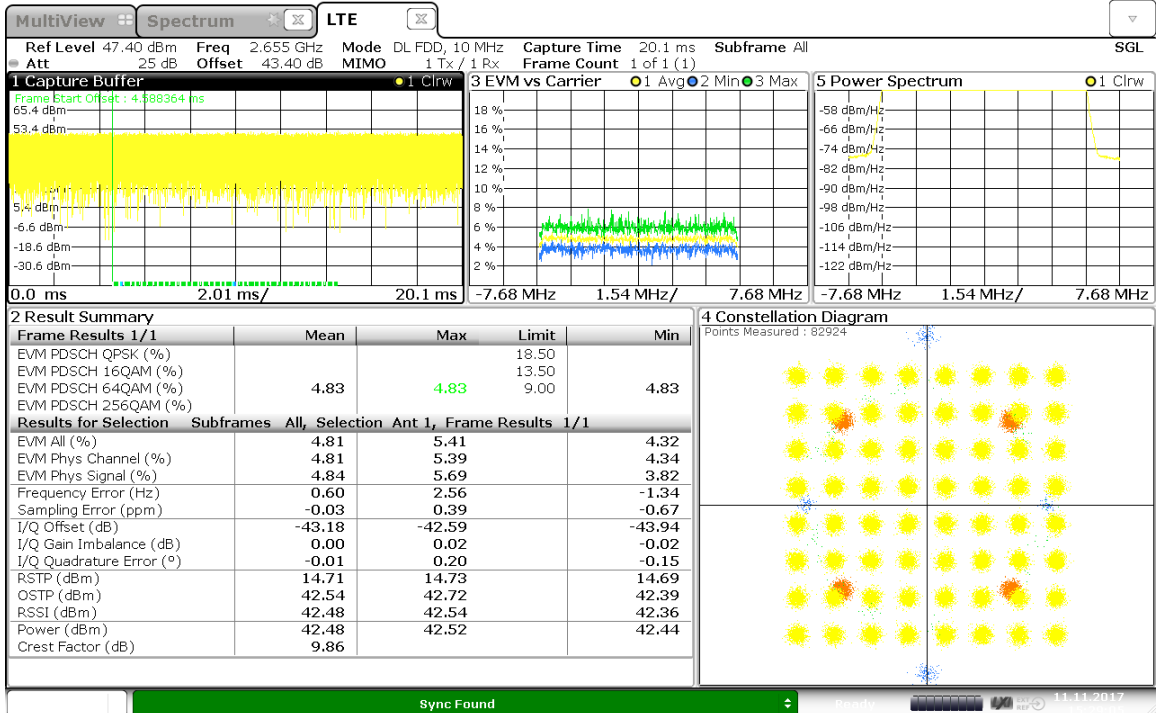 MultiView Spectrum LTE
Ref Level 47.40 dBm Freq 2.655 GHz Mode DL FDD, 10 MHz Capture Time 20.1 ms Subframe All SGL
Att 25 dB Offset 43.40 dB MIMO 1 Tx / 1 Rx Frame Count 1 of 1 (1)
1 Capture Buffer 1 Clrw
Frame Start Offset : 4.588364 ms
65.4 dBm
53.4 dBm
5.4 dBm
-6.6 dBm
-18.6 dBm
-30.6 dBm
0.0 ms 2.01 ms/ 20.1 ms
3 EVM vs Carrier 1 Avg 2 Min 3 Max
18 %
16 %
14 %
12 %
10 %
8 %
6 %
4 %
2 %
-7.68 MHz 1.54 MHz/ 7.68 MHz
5 Power Spectrum 1 Clrw
-58 dBm/Hz
-66 dBm/Hz
-74 dBm/Hz
-82 dBm/Hz
-90 dBm/Hz
-98 dBm/Hz
-106 dBm/Hz
-114 dBm/Hz
-122 dBm/Hz
-7.68 MHz 1.54 MHz/ 7.68 MHz
2 Result Summary
Frame Results 1/1 Mean Max Limit Min
EVM PDSCH QPSK (%) 18.50
EVM PDSCH 16QAM (%) 13.50
EVM PDSCH 64QAM (%) 4.83 4.83 9.00 4.83
EVM PDSCH 256QAM (%)
Results for Selection Subframes All, Selection Ant 1, Frame Results 1/1
EVM All (%) 4.81 5.41 4.32
EVM Phys Channel (%) 4.81 5.39 4.34
EVM Phys Signal (%) 4.84 5.69 3.82
Frequency Error (Hz) 0.60 2.56 -1.34
Sampling Error (ppm) -0.03 0.39 -0.67
I/Q Offset (dB) -43.18 -42.59 -43.94
I/Q Gain Imbalance (dB) 0.00 0.02 -0.02
I/Q Quadrature Error (°) -0.01 0.20 -0.15
RSTP (dBm) 14.71 14.73 14.69
OSTP (dBm) 42.54 42.72 42.39
RSSI (dBm) 42.48 42.54 42.36
Power (dBm) 42.48 42.52 42.44
Crest Factor (dB) 9.86
4 Constellation Diagram
Points Measured : 82924
Sync Found
Ready
LXI
EXT
REF
11.11.2017